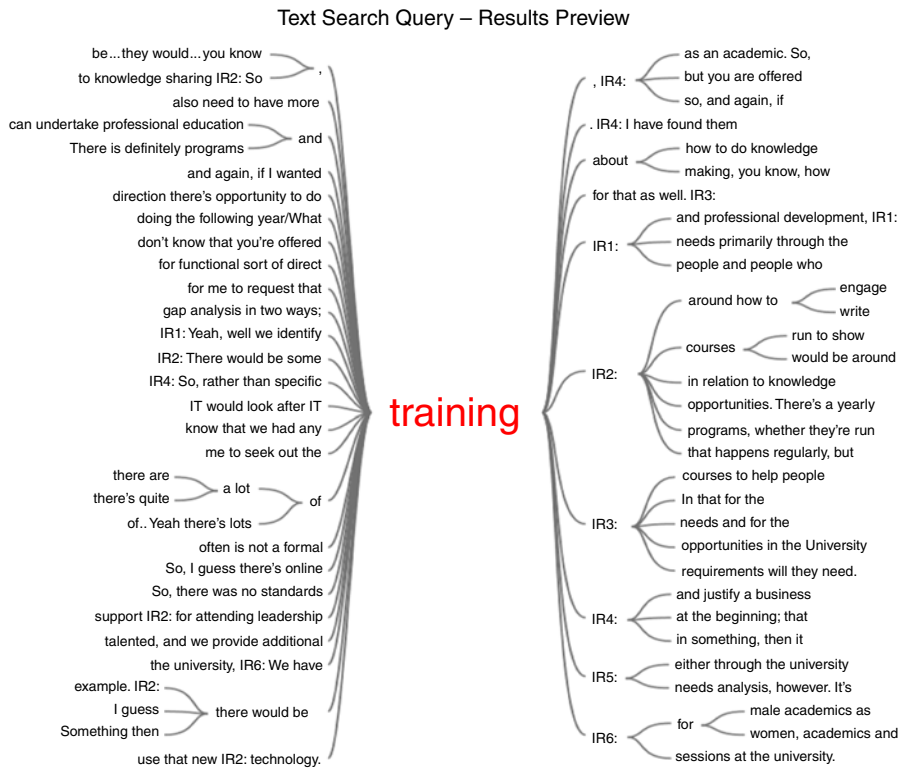 Text Search Query – Results Preview
be...they would...you know
to knowledge sharing IR2: So
,
also need to have more
can undertake professional education
There is definitely programs
and
and again, if I wanted
direction there's opportunity to do
doing the following year/What
don't know that you're offered
for functional sort of direct
for me to request that
gap analysis in two ways;
IR1: Yeah, well we identify
IR2: There would be some
IR4: So, rather than specific
IT would look after IT
know that we had any
me to seek out the
there are
there's quite
a lot
of.. Yeah there's lots
of
often is not a formal
So, I guess there's online
So, there was no standards
support IR2: for attending leadership
talented, and we provide additional
the university, IR6: We have
example. IR2:
I guess
Something then
there would be
use that new IR2: technology.
training
, IR4:
as an academic. So,
but you are offered
so, and again, if
. IR4: I have found them
about
how to do knowledge
making, you know, how
for that as well. IR3:
IR1:
and professional development, IR1:
needs primarily through the
people and people who
IR2:
around how to
engage
write
courses
run to show
would be around
in relation to knowledge
opportunities. There's a yearly
programs, whether they're run
that happens regularly, but
IR3:
courses to help people
In that for the
needs and for the
opportunities in the University
requirements will they need.
IR4:
and justify a business
at the beginning; that
in something, then it
IR5:
either through the university
needs analysis, however. It's
IR6:
for
male academics as
women, academics and
sessions at the university.